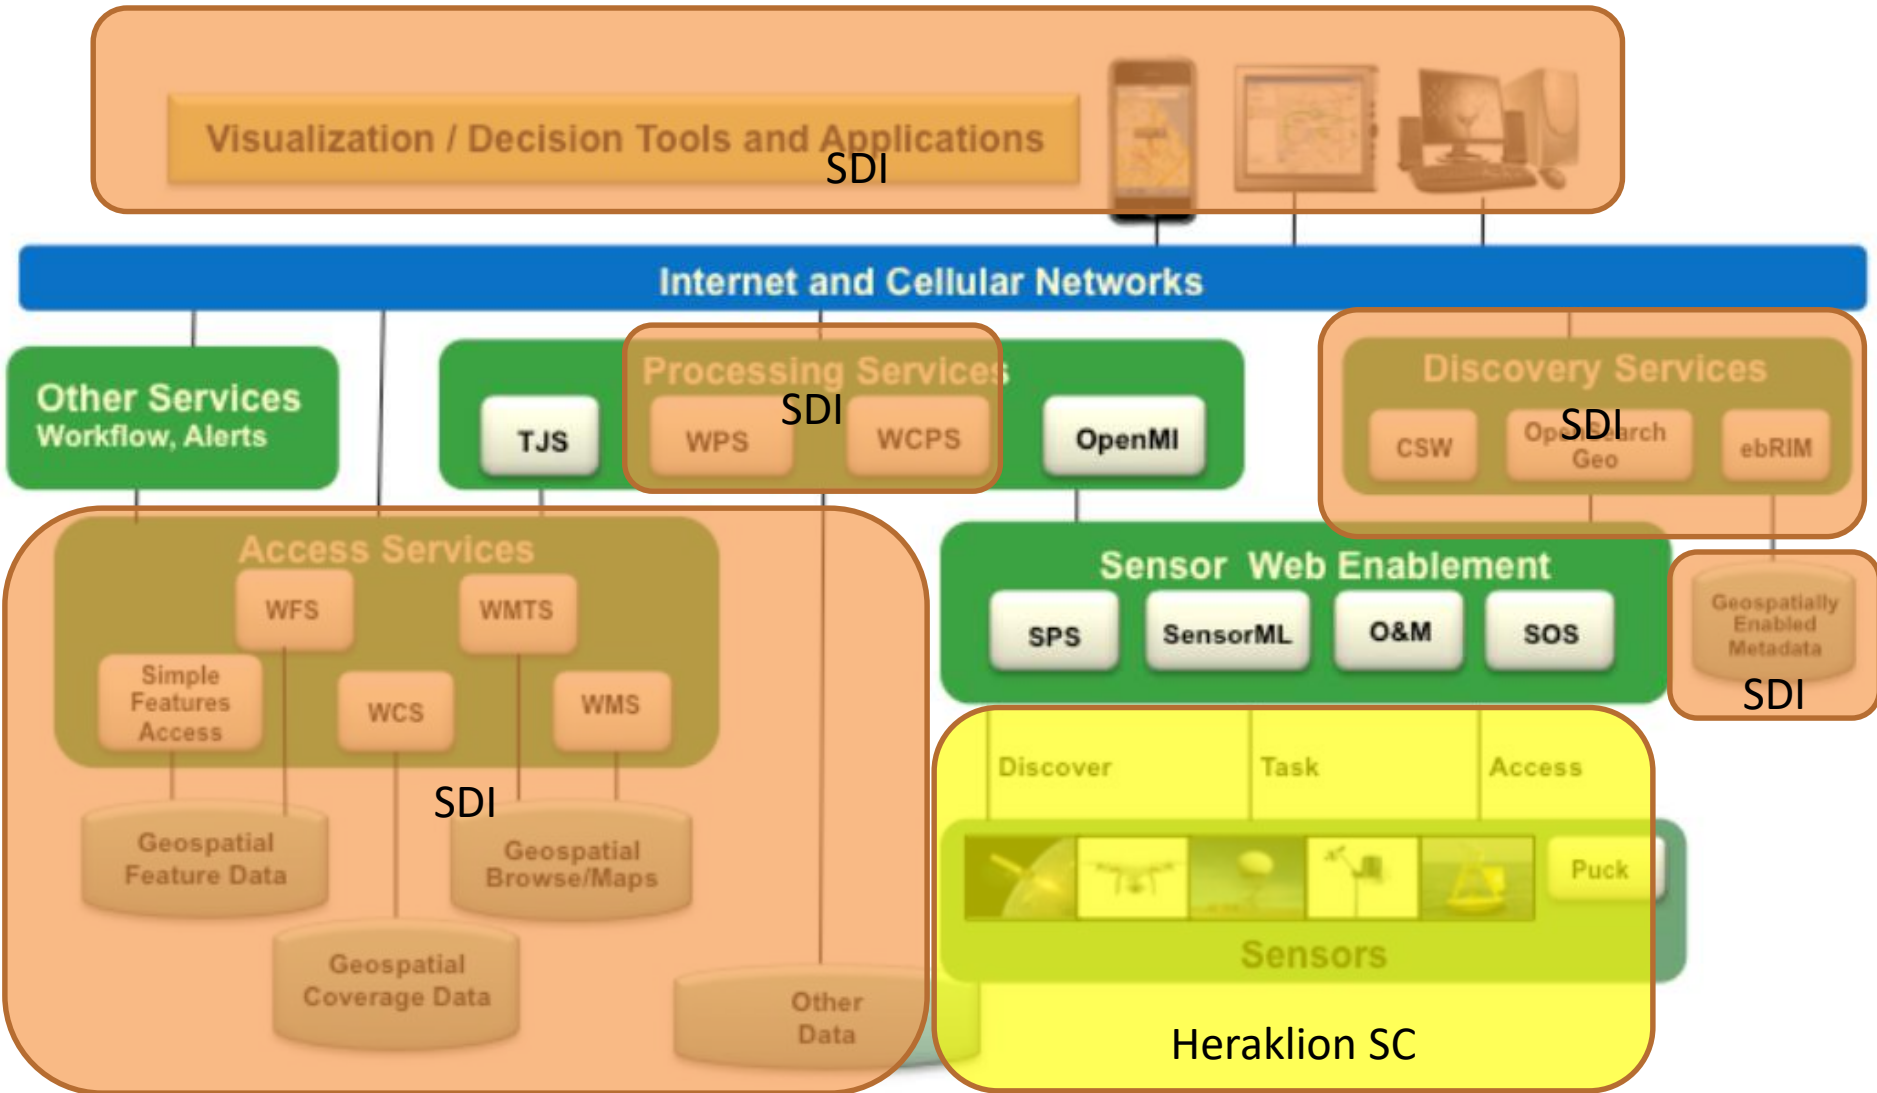 Visualization / Decision Tools and Applications
SDI
Internet and Cellular Networks
Other Services
Workflow, Alerts
Processing Services
SDI
TJS
WPS
WCPS
OpenMI
Discovery Services
SDI
CSW
OpenSearch
Geo
ebRIM
Access Services
WFS
WMTS
Simple
Features
Access
WCS
WMS
SDI
Geospatial
Feature Data
Geospatial
Browse/Maps
Geospatial
Coverage Data
Other
Data
Sensor Web Enablement
SPS
SensorML
O&M
SOS
Geospatially
Enabled
Metadata
SDI
Discover
Task
Access
Puck
Sensors
Heraklion SC